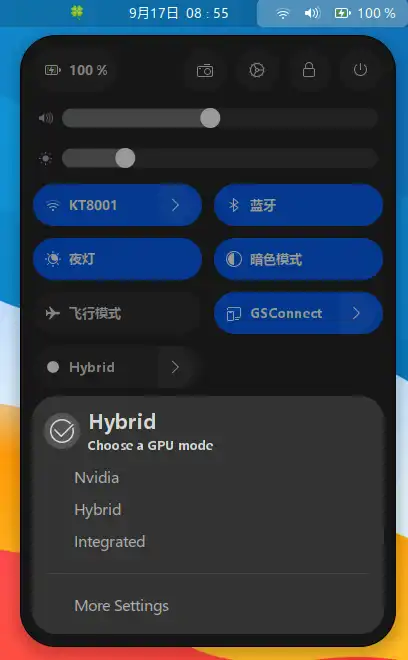 9月17日 08 : 55
100 %
100 %
KT8001
蓝牙
夜灯
暗色模式
飞行模式
GSConnect
Hybrid
Hybrid
Choose a GPU mode
Nvidia
Hybrid
Integrated
More Settings